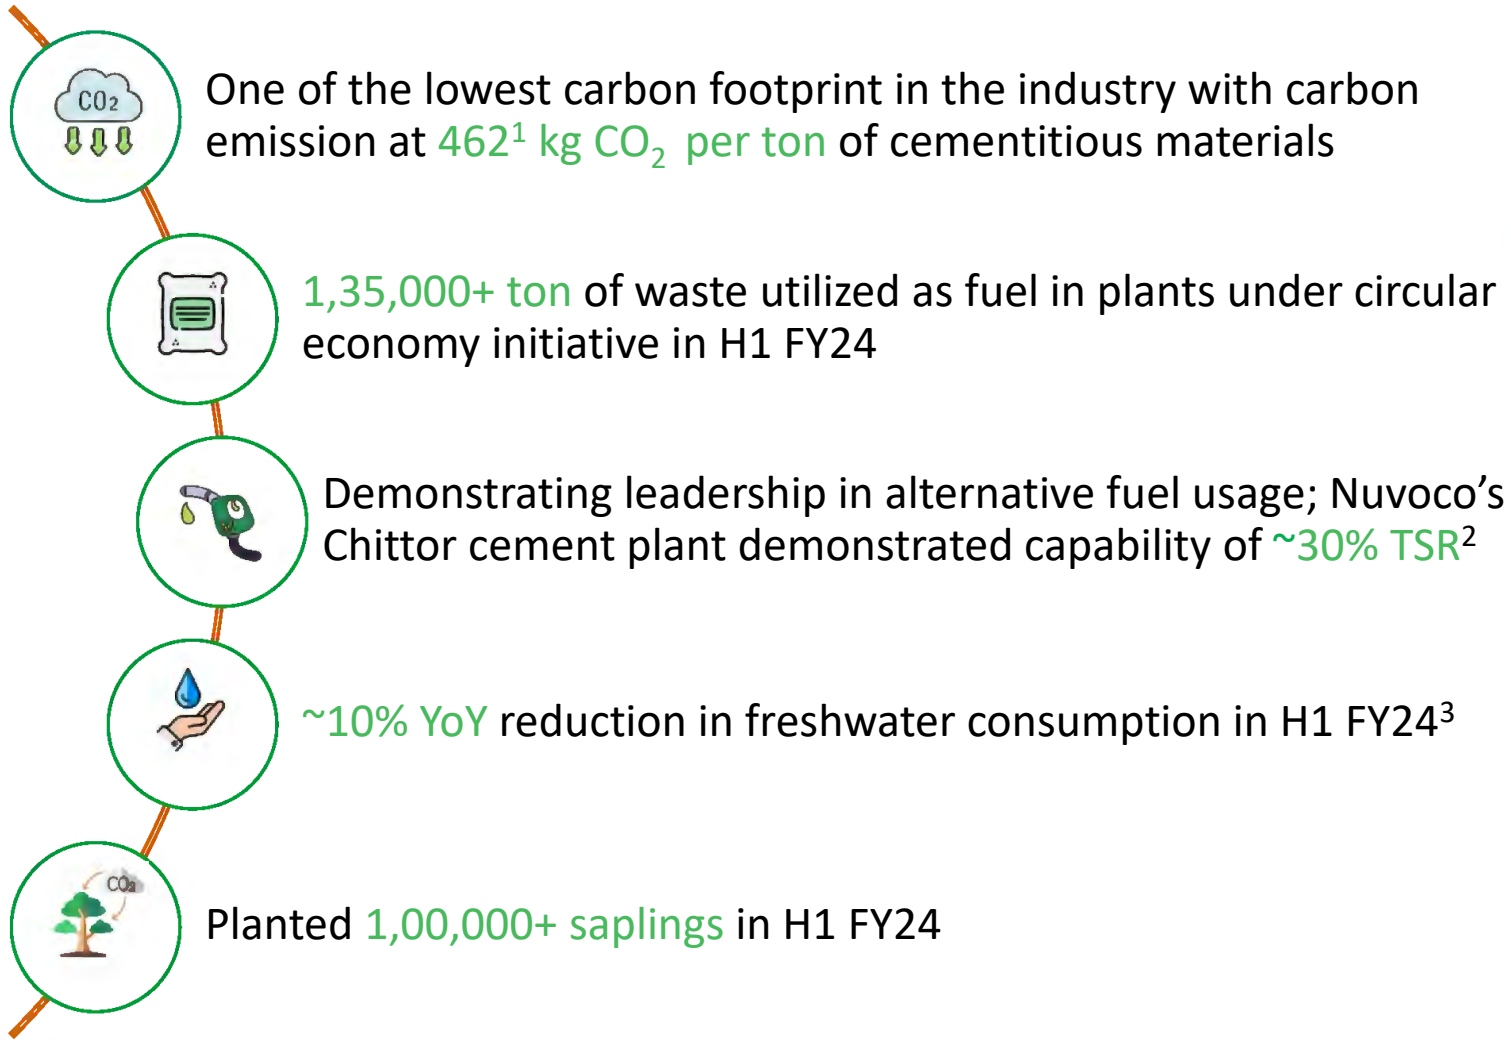 CO2
One of the lowest carbon footprint in the industry with carbon
emission at 462¹ kg CO₂ per ton of cementitious materials
1,35,000+ ton of waste utilized as fuel in plants under circular
economy initiative in H1 FY24
Demonstrating leadership in alternative fuel usage; Nuvoco’s
Chittor cement plant demonstrated capability of ~30% TSR²
~10% YoY reduction in freshwater consumption in H1 FY24³
CO₂
Planted 1,00,000+ saplings in H1 FY24